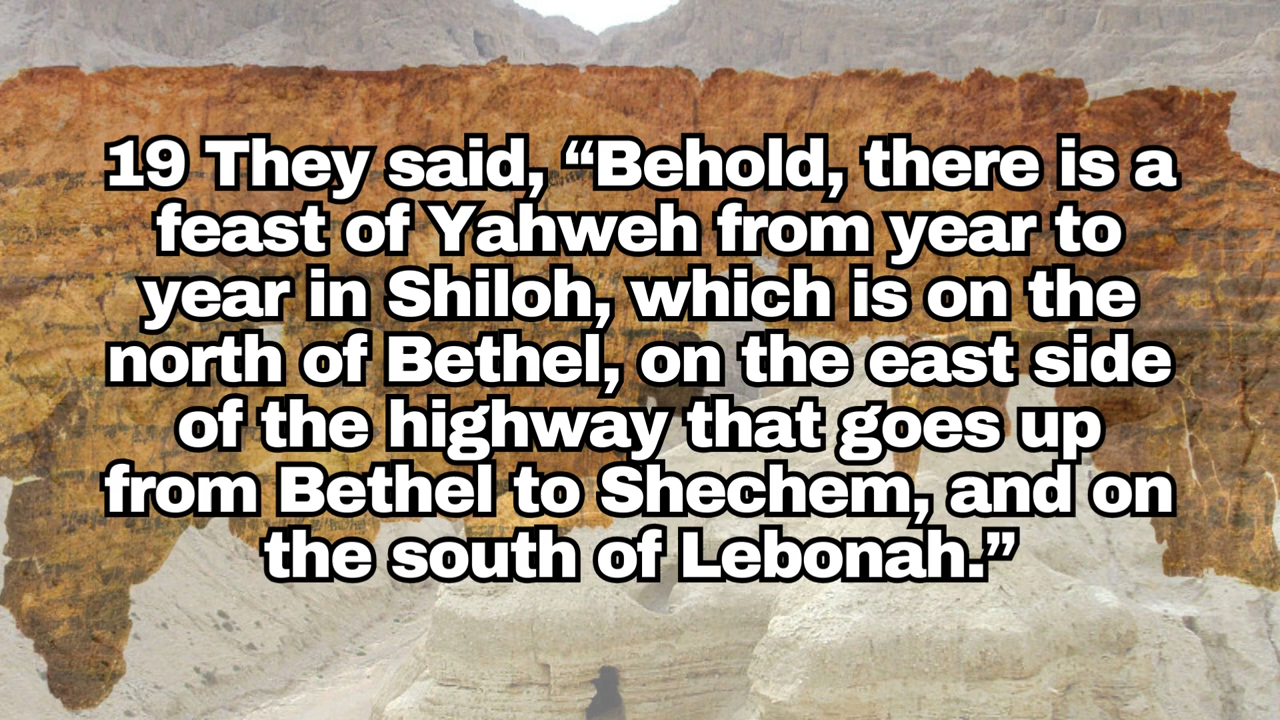 19 They said, “Behold, there is a
feast of Yahweh from year to
year in Shiloh, which is on the
north of Bethel, on the east side
of the highway that goes up
from Bethel to Shechem, and on
the south of Lebonah.”